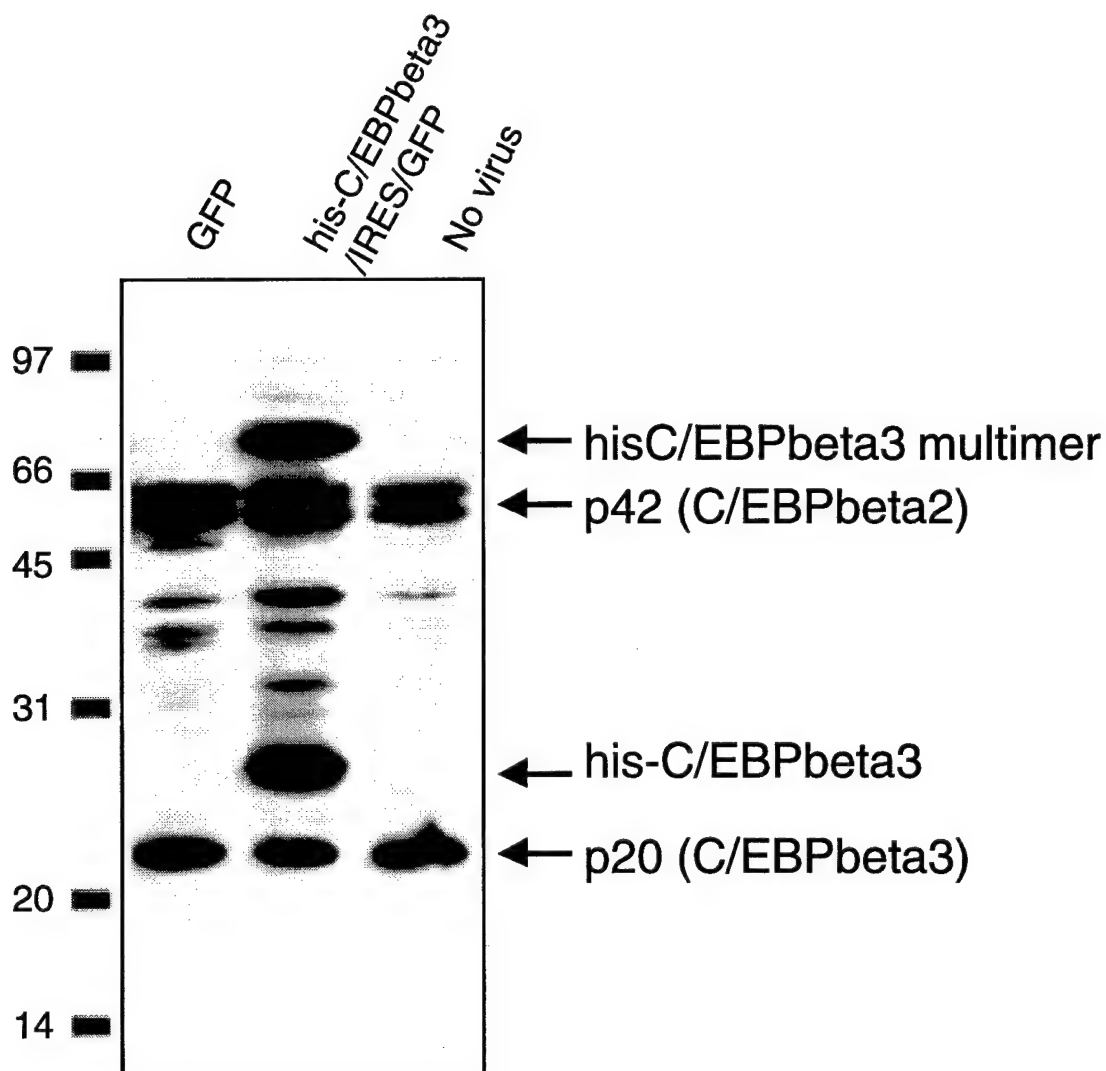 GFP
his-C/EBPbeta3
/IRES/GFP
No virus
97
66
45
31
20
14
hisC/EBPbeta3 multimer
p42 (C/EBPbeta2)
his-C/EBPbeta3
p20 (C/EBPbeta3)